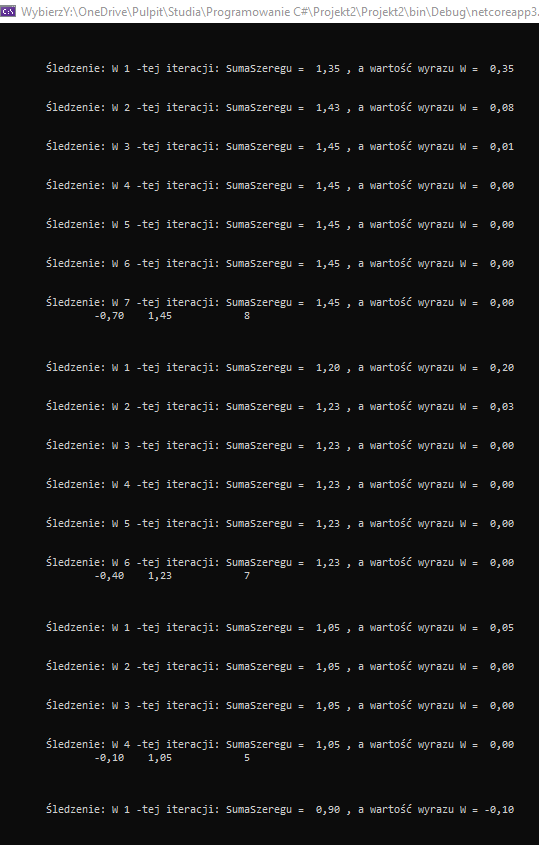 WybierzY:\OneDrive\Pulpit\Studia\Programowanie C#\Projekt2\Projekt2\bin\Debug\netcoreapp3.
Śledzenie: W 1 -tej iteracji: SumaSzeregu = 1,35 , a wartość wyrazu W = 0,35
Śledzenie: W 2 -tej iteracji: SumaSzeregu = 1,43 , a wartość wyrazu W = 0,08
Śledzenie: W 3 -tej iteracji: SumaSzeregu = 1,45 , a wartość wyrazu W = 0,01
Śledzenie: W 4 -tej iteracji: SumaSzeregu = 1,45 , a wartość wyrazu W = 0,00
Śledzenie: W 5 -tej iteracji: SumaSzeregu = 1,45 , a wartość wyrazu W = 0,00
Śledzenie: W 6 -tej iteracji: SumaSzeregu = 1,45 , a wartość wyrazu W = 0,00
Śledzenie: W 7 -tej iteracji: SumaSzeregu = 1,45 , a wartość wyrazu W = 0,00
-0,70 1,45 8
Śledzenie: W 1 -tej iteracji: SumaSzeregu = 1,20 , a wartość wyrazu W = 0,20
Śledzenie: W 2 -tej iteracji: SumaSzeregu = 1,23 , a wartość wyrazu W = 0,03
Śledzenie: W 3 -tej iteracji: SumaSzeregu = 1,23 , a wartość wyrazu W = 0,00
Śledzenie: W 4 -tej iteracji: SumaSzeregu = 1,23 , a wartość wyrazu W = 0,00
Śledzenie: W 5 -tej iteracji: SumaSzeregu = 1,23 , a wartość wyrazu W = 0,00
Śledzenie: W 6 -tej iteracji: SumaSzeregu = 1,23 , a wartość wyrazu W = 0,00
-0,40 1,23 7
Śledzenie: W 1 -tej iteracji: SumaSzeregu = 1,05 , a wartość wyrazu W = 0,05
Śledzenie: W 2 -tej iteracji: SumaSzeregu = 1,05 , a wartość wyrazu W = 0,00
Śledzenie: W 3 -tej iteracji: SumaSzeregu = 1,05 , a wartość wyrazu W = 0,00
Śledzenie: W 4 -tej iteracji: SumaSzeregu = 1,05 , a wartość wyrazu W = 0,00
-0,10 1,05 5
Śledzenie: W 1 -tej iteracji: SumaSzeregu = 0,90 , a wartość wyrazu W = -0,10